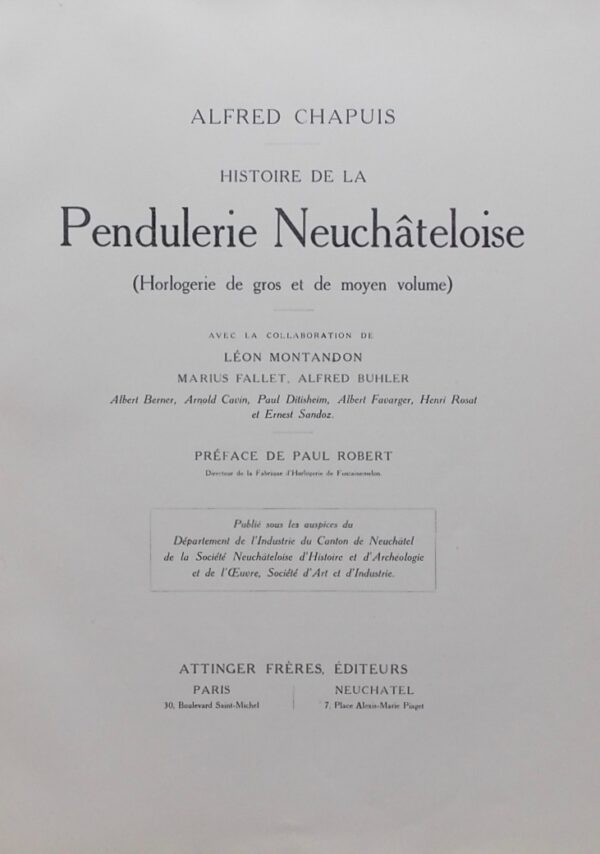 ALFRED CHAPUIS
HISTOIRE DE LA
Pendulerie Neuchâteloise
(Horlogerie de gros et de moyen volume)
AVEC LA COLLABORATION DE
LÉON MONTANDON
MARIUS FALLET, ALFRED BUHLER
Albert Berner, Arnold Cavin, Paul Ditisheim, Albert Favarger, Henri Rosat
et Ernest Sandoz.
PRÉFACE DE PAUL ROBERT
Directeur de la Fabrique d'Horlogerie de Fontainemelon.
Publié sous les auspices du
Département de l'Industrie du Canton de Neuchâtel
de la Société Neuchâteloise d'Histoire et d'Archeologie
et de l'Œuvre, Société d'Art et d'Industrie.
ATTINGER FRÈRES, ÉDITEURS
PARIS
30, Boulevard Saint-Michel
NEUCHATEL
7, Place Alexis-Marie Piaget